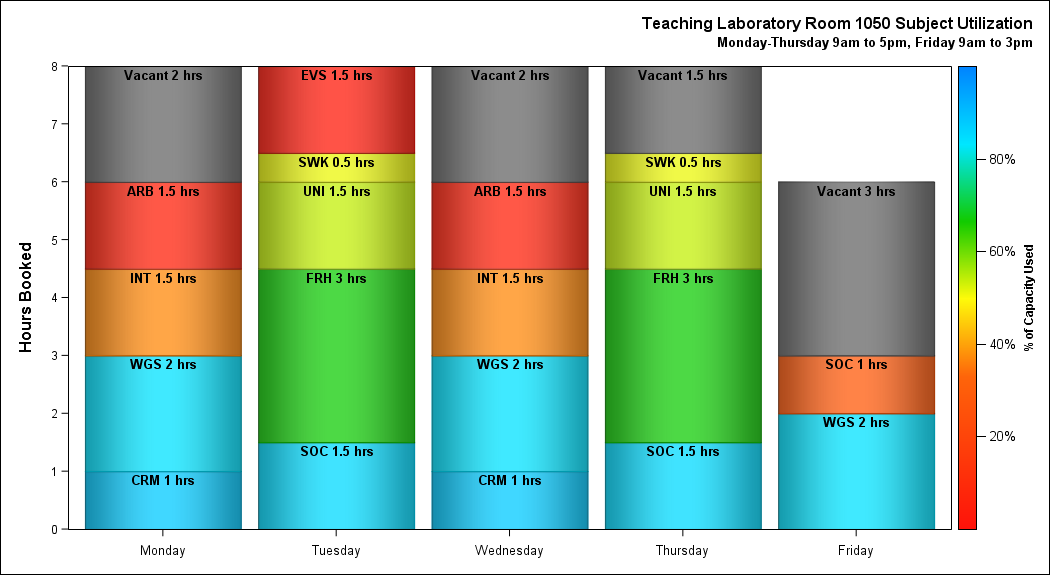 Teaching Laboratory Room 1050 Subject Utilization
Monday-Thursday 9am to 5pm, Friday 9am to 3pm
Hours Booked
8
7
6
5
4
3
2
1
0
Vacant 2 hrs
ARB 1.5 hrs
INT 1.5 hrs
WGS 2 hrs
CRM 1 hrs
Monday
EVS 1.5 hrs
SWK 0.5 hrs
UNI 1.5 hrs
FRH 3 hrs
SOC 1.5 hrs
Tuesday
Vacant 2 hrs
ARB 1.5 hrs
INT 1.5 hrs
WGS 2 hrs
CRM 1 hrs
Wednesday
Vacant 1.5 hrs
SWK 0.5 hrs
UNI 1.5 hrs
FRH 3 hrs
SOC 1.5 hrs
Thursday
Vacant 3 hrs
SOC 1 hrs
WGS 2 hrs
Friday
80%
60%
40%
20%
% of Capacity Used